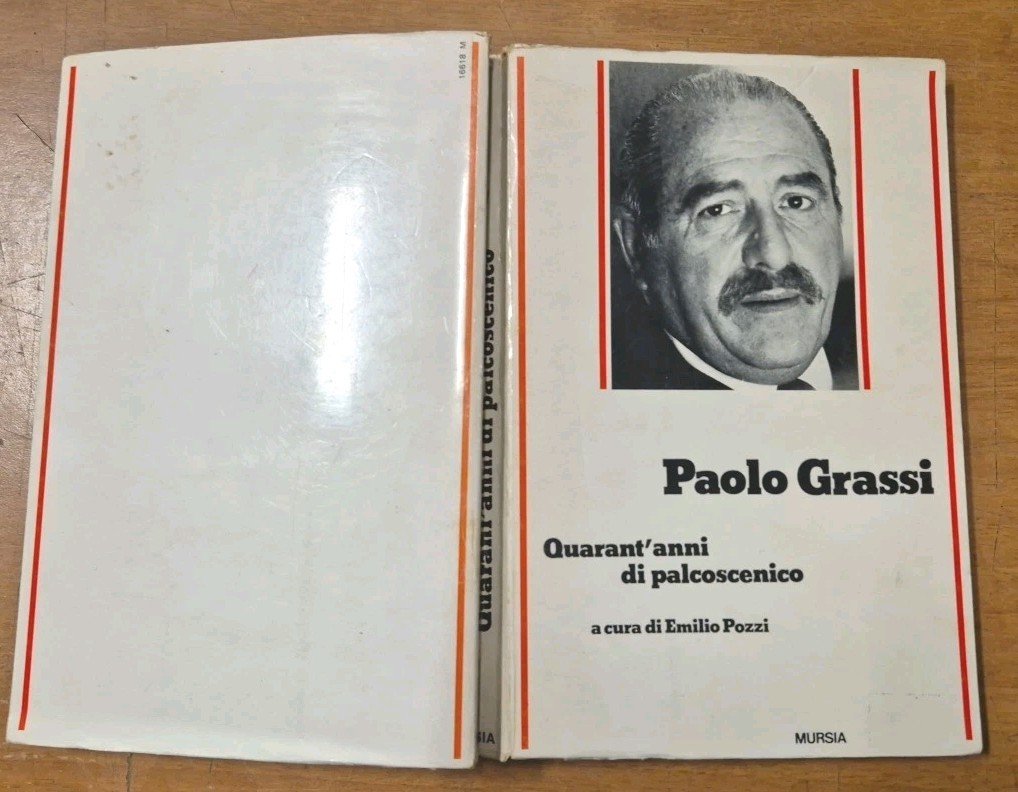 16618 M
Quarant'anni di palcoscenico
SIA
Paolo Grassi
Quarant'anni
di palcoscenico
a cura di Emilio Pozzi
MURSIA